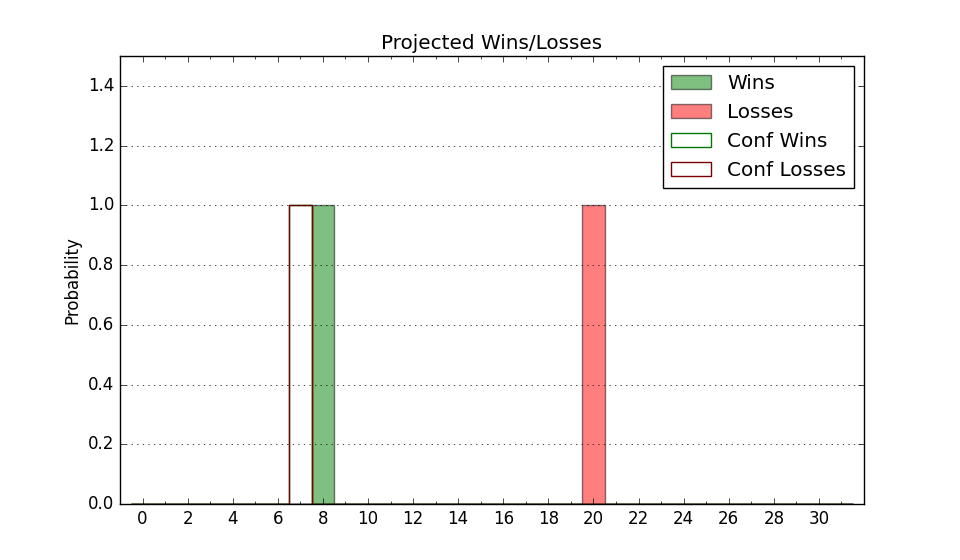 Projected Wins/Losses
1.4
1.2
1.0
0.8
0.6
0.4
0.2
0.0
Probability
Wins
Losses
Conf Wins
Conf Losses
0 2 4 6 8 10 12 14 16 18 20 22 24 26 28 30